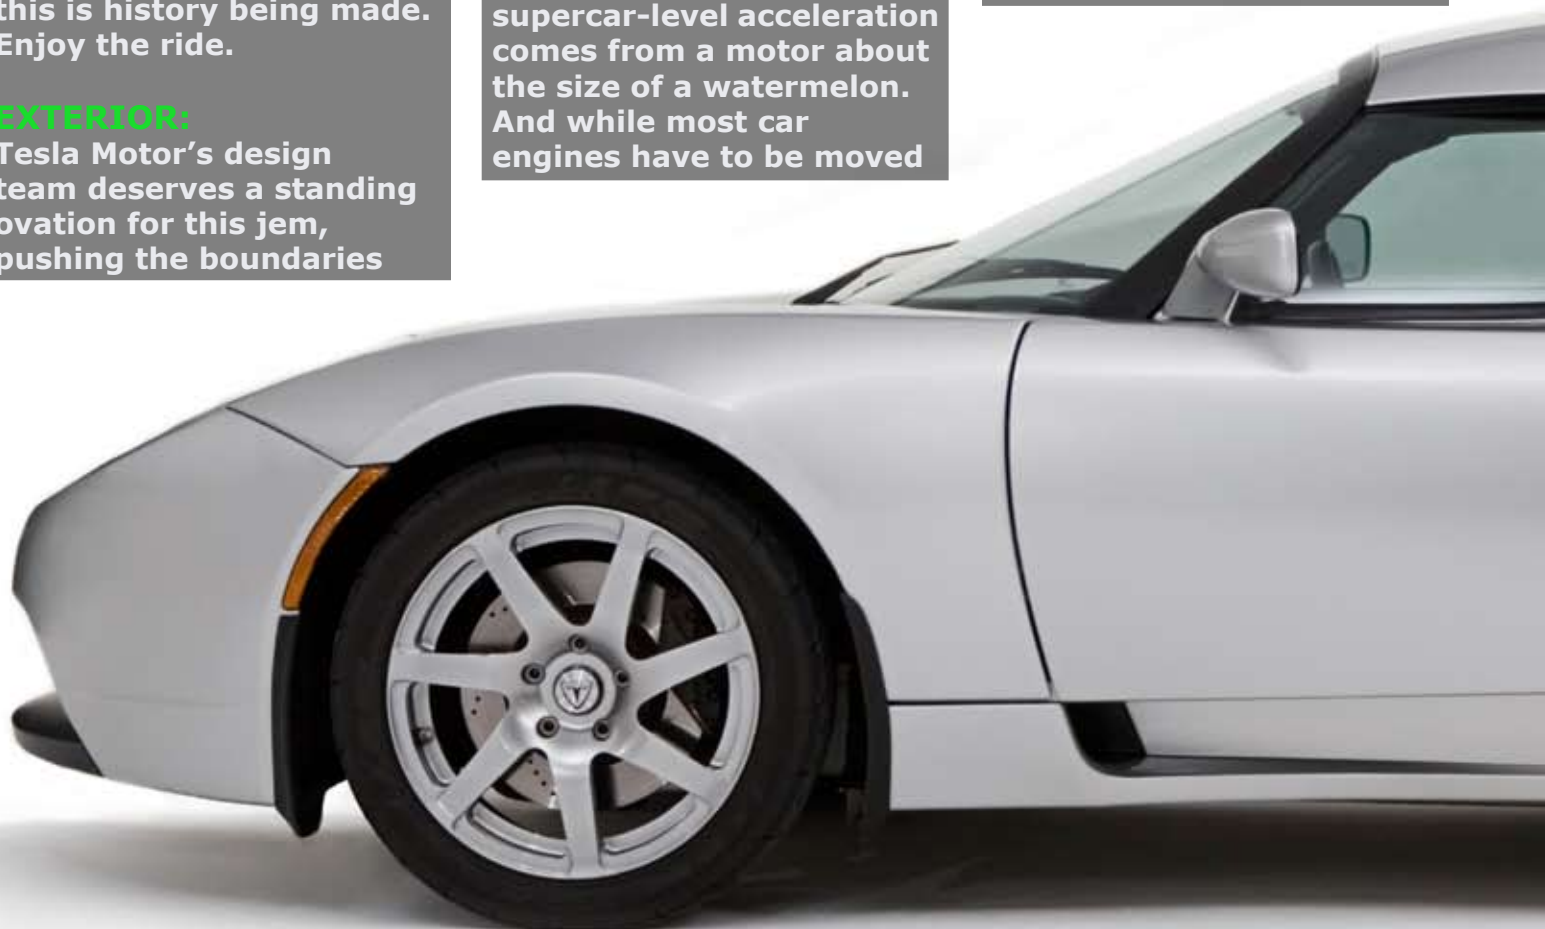 this is history being made.
Enjoy the ride.
EXTERIOR:
Tesla Motor’s design
team deserves a standing
ovation for this jem,
pushing the boundaries
supercar-level acceleration
comes from a motor about
the size of a watermelon.
And while most car
engines have to be moved